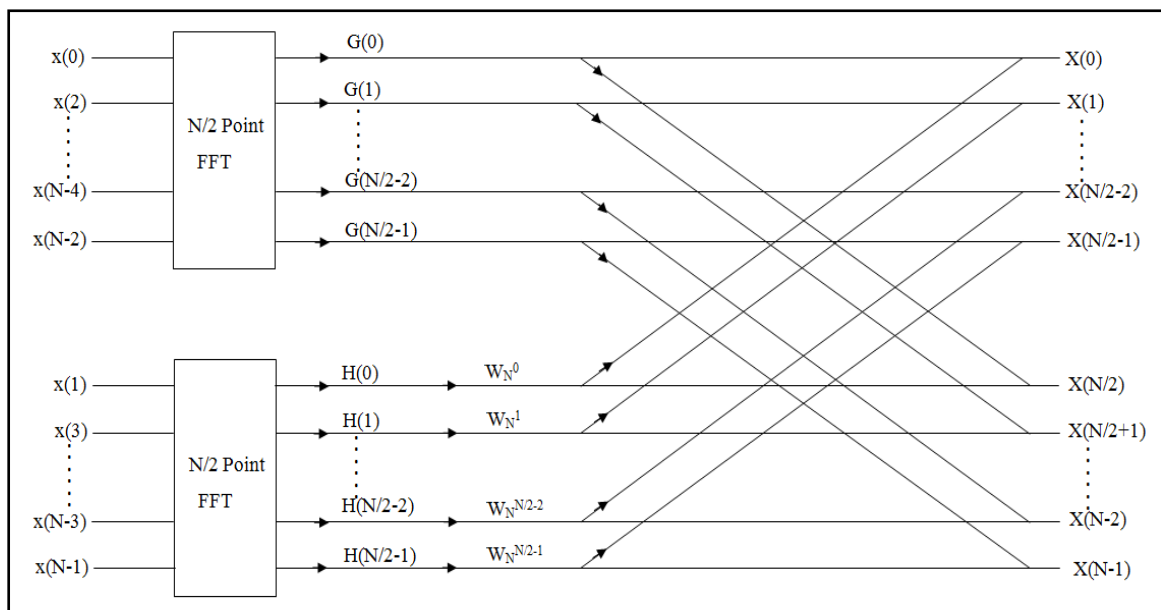 x(0) G(0) X(0)
x(2) G(1) X(1)
N/2 Point
FFT
x(N-4) G(N/2-2) X(N/2-2)
x(N-2) G(N/2-1) X(N/2-1)
x(1) H(0) W_N^0 X(N/2)
x(3) H(1) W_N^1 X(N/2+1)
N/2 Point
FFT
x(N-3) H(N/2-2) W_N^{N/2-2} X(N-2)
x(N-1) H(N/2-1) W_N^{N/2-1} X(N-1)